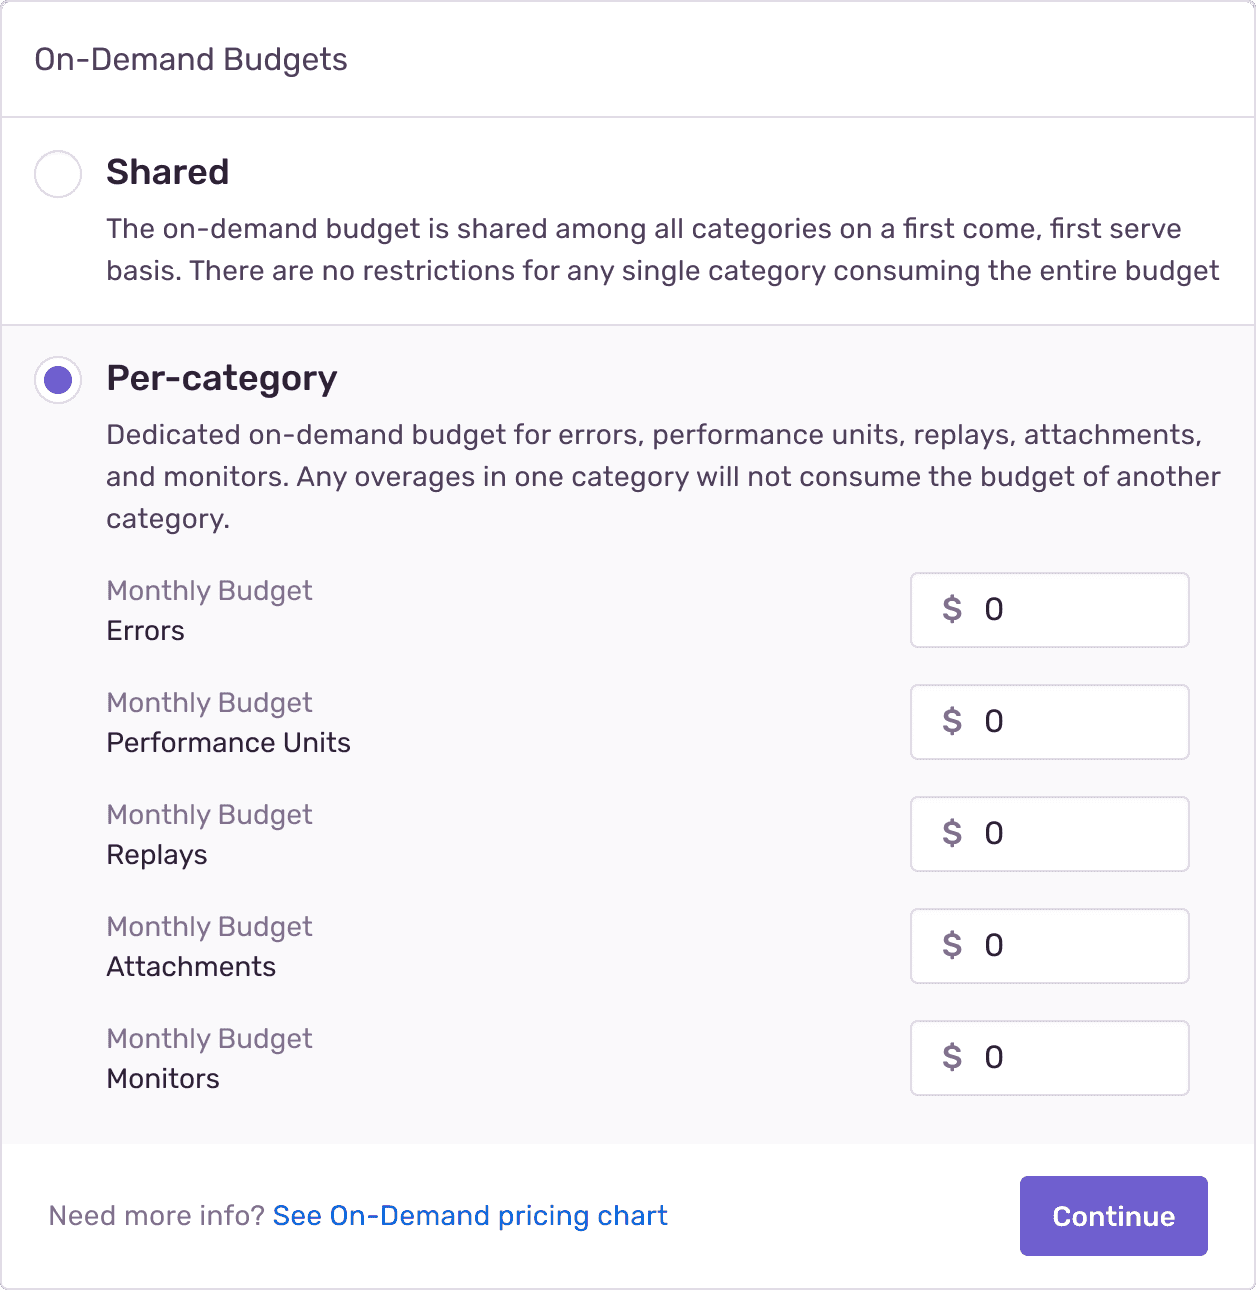 On-Demand Budgets
Shared
The on-demand budget is shared among all categories on a first come, first serve
basis. There are no restrictions for any single category consuming the entire budget
Per-category
Dedicated on-demand budget for errors, performance units, replays, attachments,
and monitors. Any overages in one category will not consume the budget of another
category.
Monthly Budget
Errors
$ 0
Monthly Budget
Performance Units
$ 0
Monthly Budget
Replays
$ 0
Monthly Budget
Attachments
$ 0
Monthly Budget
Monitors
$ 0
Need more info? See On-Demand pricing chart
Continue